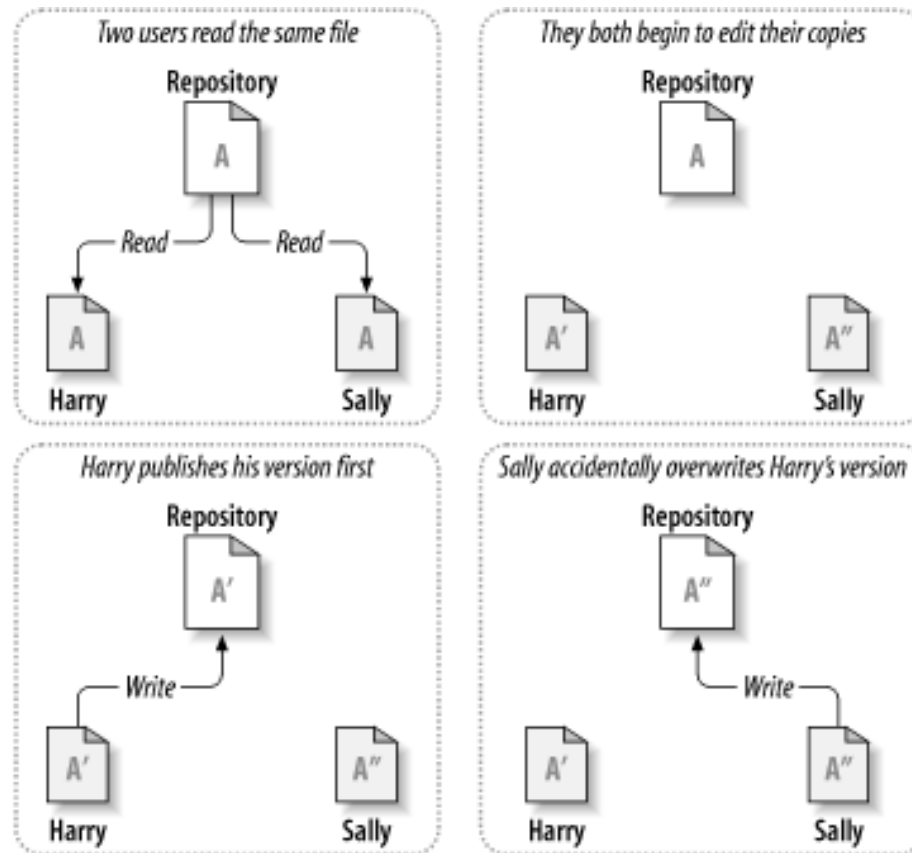 Two users read the same file
Repository
A
Read
Read
A
A
Harry
Sally
They both begin to edit their copies
Repository
A
A′
A″
Harry
Sally
Harry publishes his version first
Repository
A′
Write
A′
A″
Harry
Sally
Sally accidentally overwrites Harry's version
Repository
A″
Write
A′
A″
Harry
Sally